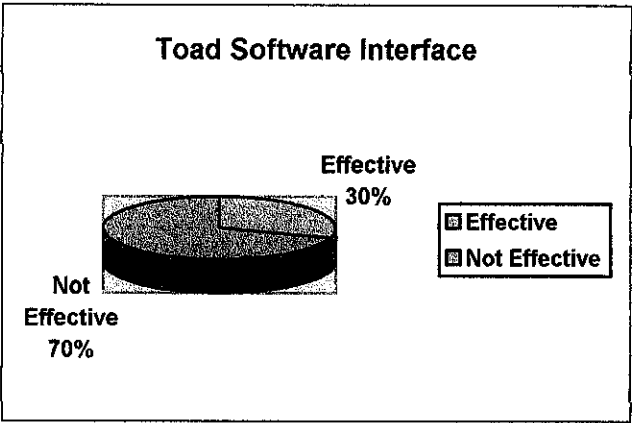 Toad Software Interface
Effective
30%
Effective
Not Effective
Not
Effective
70%